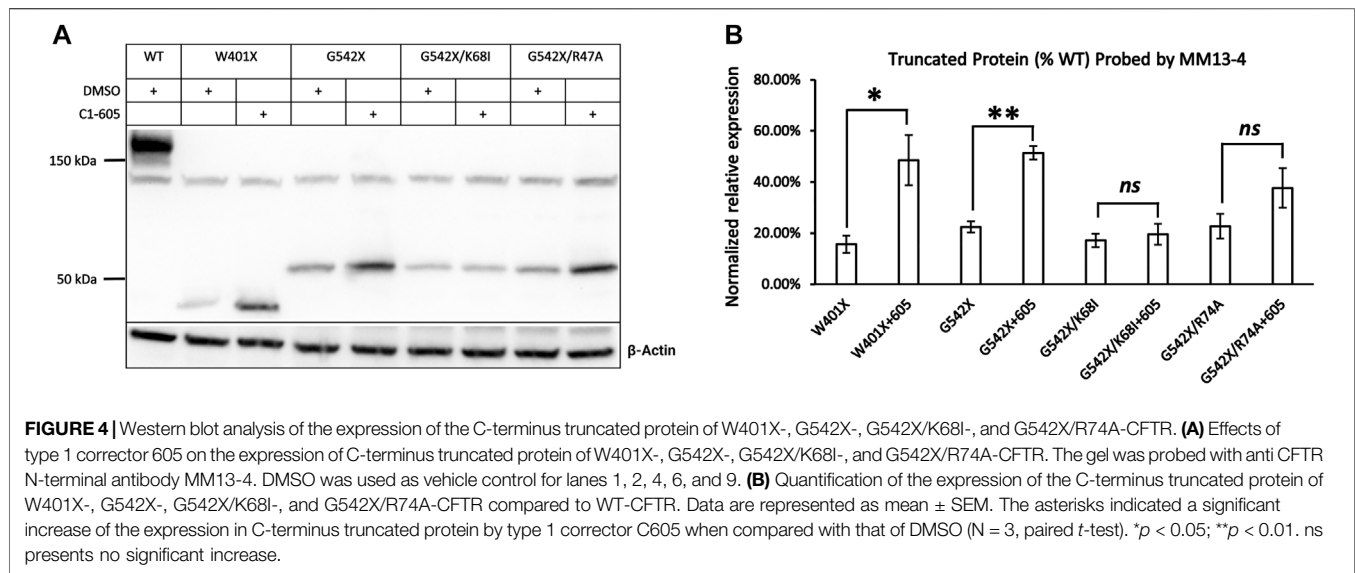 A
WT W401X G542X G542X/K68I G542X/R47A
DMSO + + + + +
C1-605 + + + +
150 kDa
50 kDa
β-Actin
B
Truncated Protein (% WT) Probed by MM13-4
Normalized relative expression
80.00%
60.00%
40.00%
20.00%
0.00%
* ** ns ns
W401X
W401X+605
G542X
G542X+605
G542X/K68I
G542X/K68I+605
G542X/R74A
G542X/R74A+605
FIGURE 4 | Western blot analysis of the expression of the C-terminus truncated protein of W401X-, G542X-, G542X/K68I-, and G542X/R74A-CFTR. (A) Effects of
type 1 corrector 605 on the expression of C-terminus truncated protein of W401X-, G542X-, G542X/K68I-, and G542X/R74A-CFTR. The gel was probed with anti CFTR
N-terminal antibody MM13-4. DMSO was used as vehicle control for lanes 1, 2, 4, 6, and 9. (B) Quantification of the expression of the C-terminus truncated protein of
W401X-, G542X-, G542X/K68I-, and G542X/R74A-CFTR compared to WT-CFTR. Data are represented as mean ± SEM. The asterisks indicated a significant
increase of the expression in C-terminus truncated protein by type 1 corrector C605 when compared with that of DMSO (N = 3, paired t-test). *p < 0.05; **p < 0.01. ns
presents no significant increase.